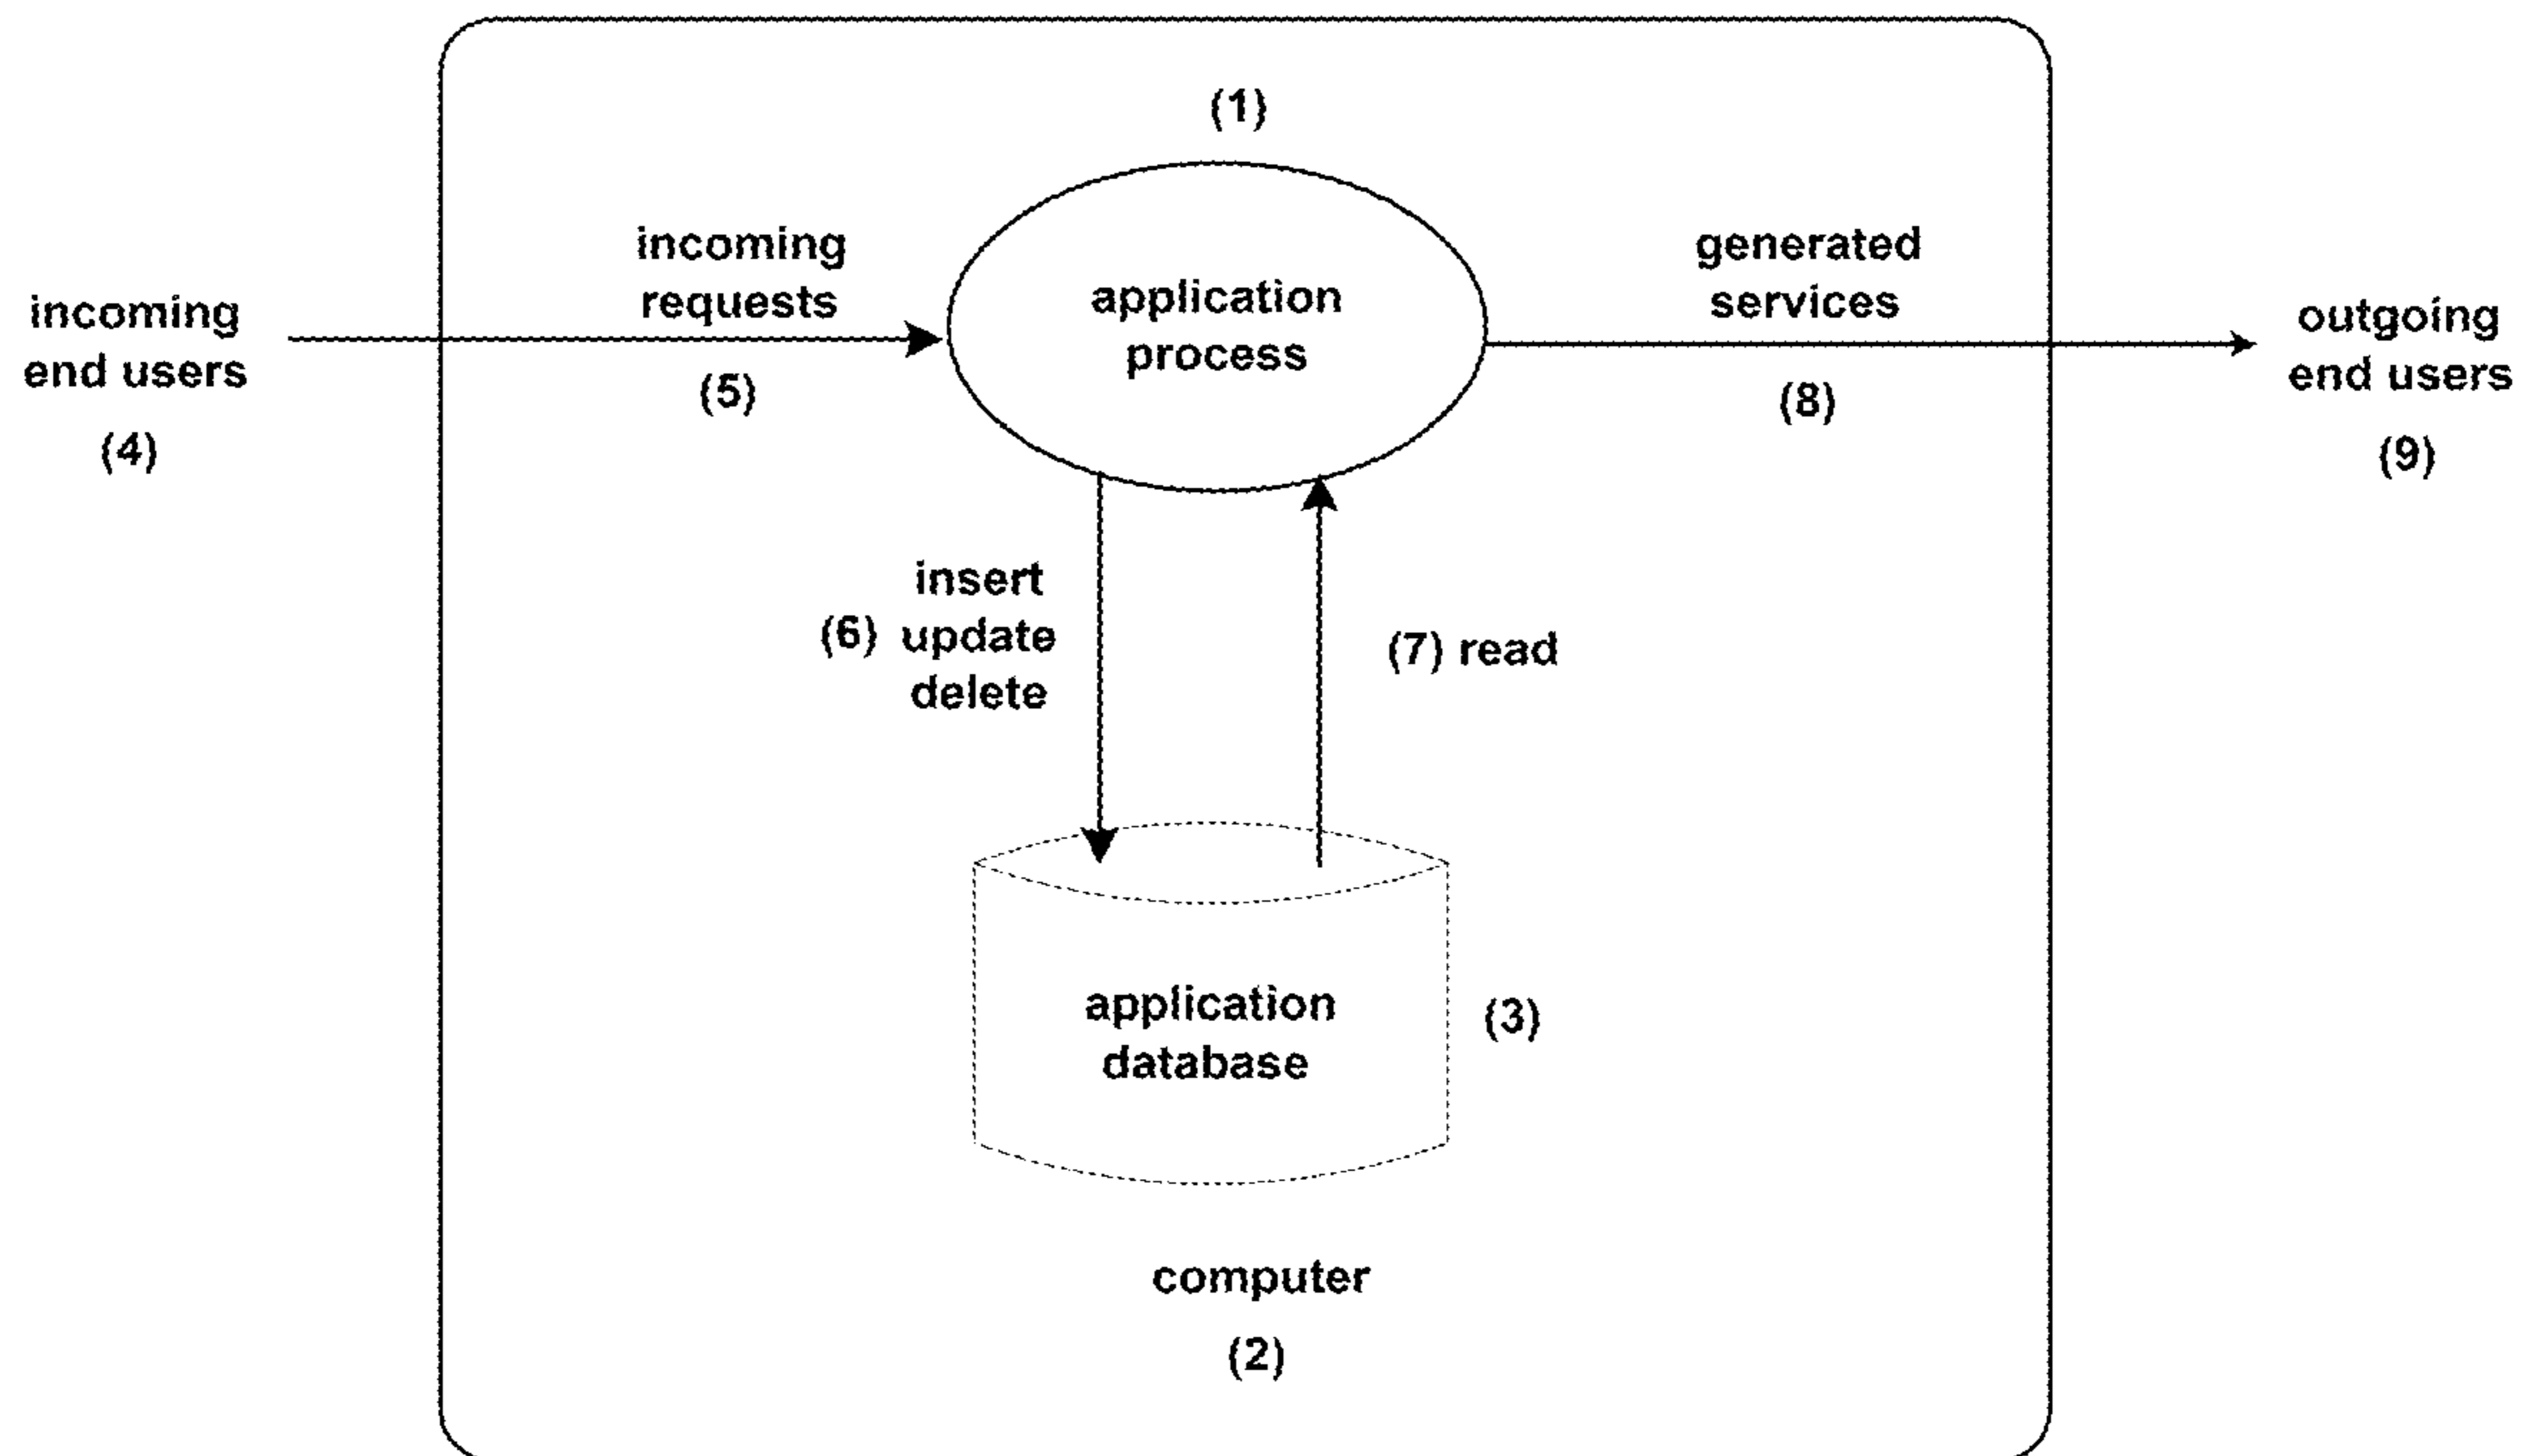 (1)
incoming
requests
(5)
application
process
generated
services
(8)
incoming
end users
(4)
outgoing
end users
(9)
insert
(6) update
delete
(7) read
application
database
(3)
computer
(2)